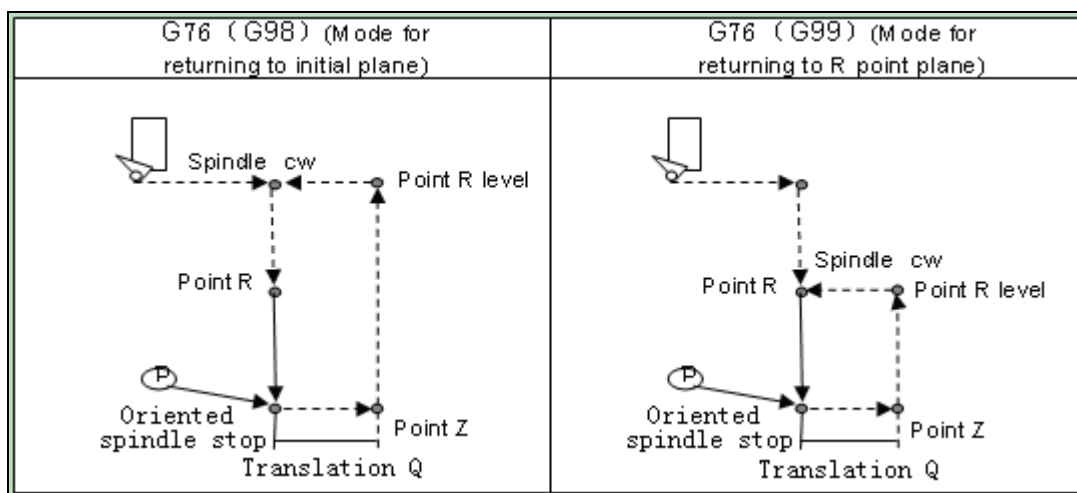 G76 (G98) (Mode for
returning to initial plane)
Spindle cw
Point R level
Point R
P
Oriented
spindle stop
Point Z
Translation Q
G76 (G99) (Mode for
returning to R point plane)
Spindle cw
Point R
Point R level
P
Oriented
spindle stop
Point Z
Translation Q